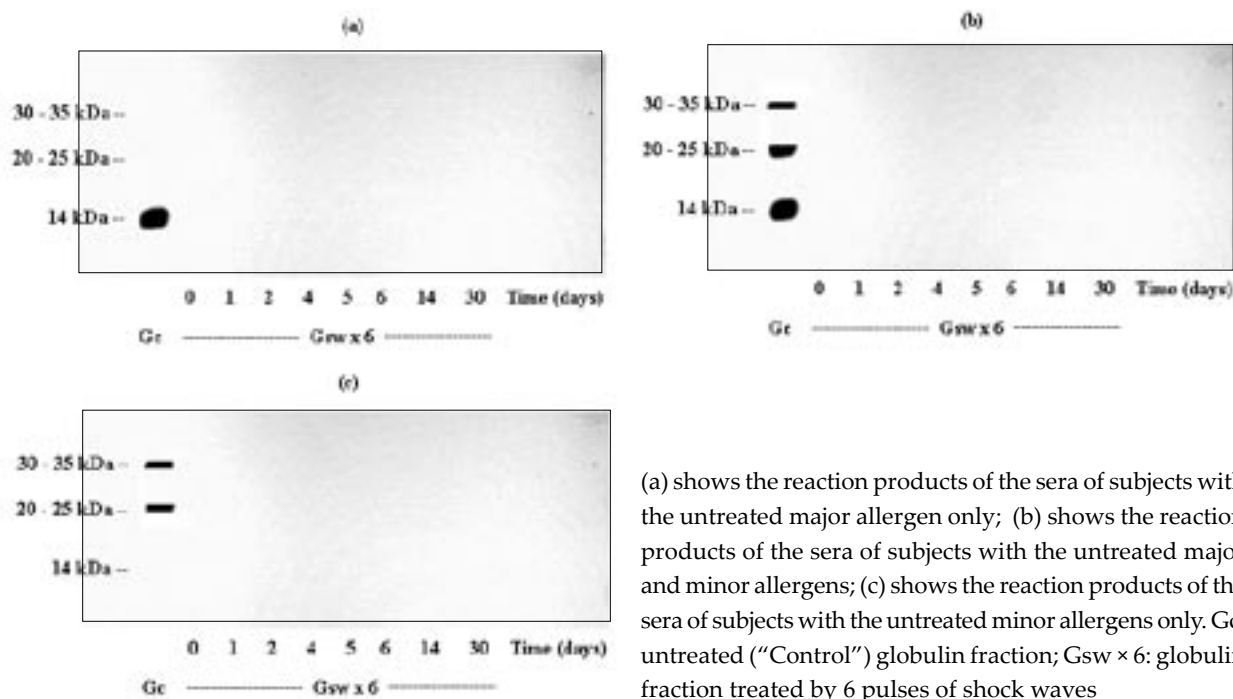 (a)
30 - 35 kDa --
20 - 25 kDa --
14 kDa --
0 1 2 4 5 6 14 30 Time (days)
Gc ---------------- Gsw x 6 ----------------
(b)
30 - 35 kDa --
20 - 25 kDa --
14 kDa --
0 1 2 4 5 6 14 30 Time (days)
Gc ---------------- Gsw x 6 ----------------
(c)
30 - 35 kDa --
20 - 25 kDa --
14 kDa --
0 1 2 4 6 14 30 Time (days)
Gc ---------------- Gsw x 6 ----------------
(a) shows the reaction products of the sera of subjects with
the untreated major allergen only; (b) shows the reaction
products of the sera of subjects with the untreated major
and minor allergens; (c) shows the reaction products of the
sera of subjects with the untreated minor allergens only. Gc
untreated (“Control”) globulin fraction; Gsw × 6: globulin
fraction treated by 6 pulses of shock waves